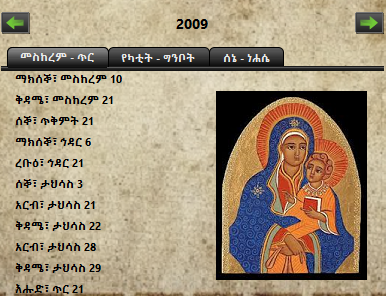 2009
መስከረም - ጥር
የካቲት - ግንቦት
ሰኔ - ነሐሴ
ማክሰኞ፣ መስከረም 10
ቅዳሜ፣ መስከረም 21
ሰኞ፣ ጥቅምት 21
ማክሰኞ፣ ኅዳር 6
ረቡዕ፣ ኅዳር 21
ሰኞ፣ ታህሳስ 3
አርብ፣ ታህሳስ 21
ቅዳሜ፣ ታህሳስ 22
አርብ፣ ታህሳስ 28
ቅዳሜ፣ ታህሳስ 29
እሑድ፣ ጥር 21